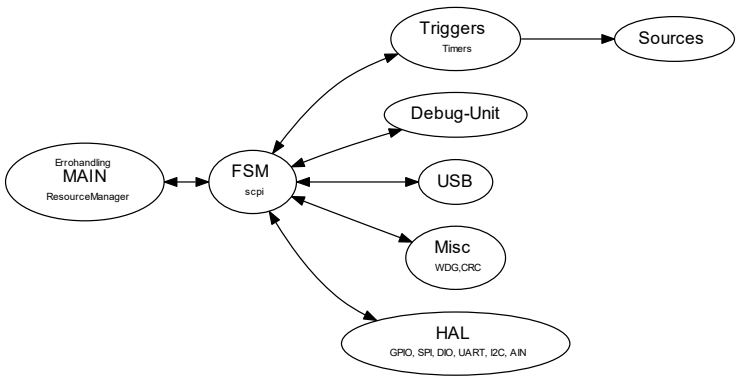 Triggers
Timers
Sources
Debug-Unit
Errohandling
MAIN
ResourceManager
FSM
scpi
USB
Misc
WDG,CRC
HAL
GPIO, SPI, DIO, UART, I2C, AIN